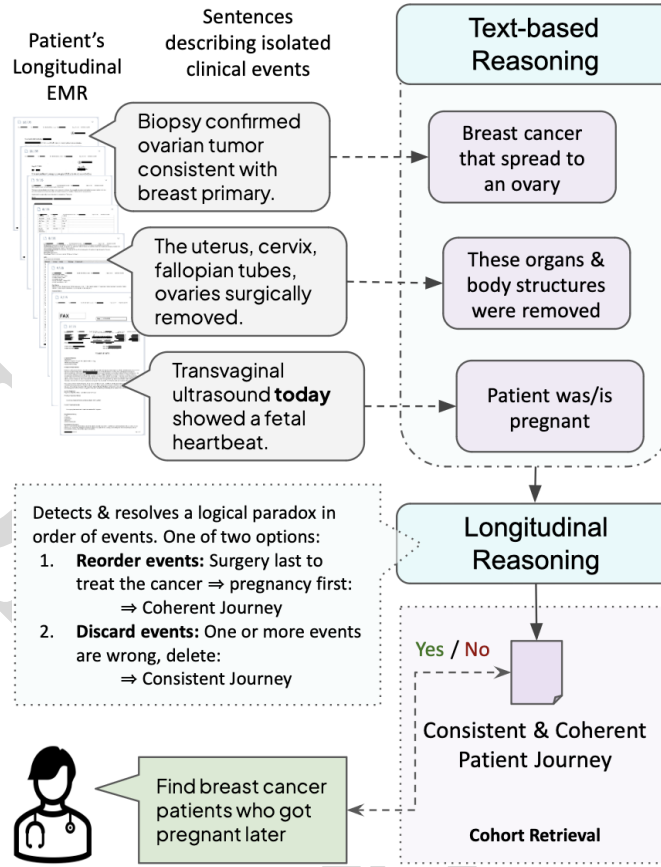 Patient's
Longitudinal
EMR
Sentences
describing isolated
clinical events
Text-based
Reasoning
Biopsy confirmed
ovarian tumor
consistent with
breast primary.
Breast cancer
that spread to
an ovary
The uterus, cervix,
fallopian tubes,
ovaries surgically
removed.
These organs &
body structures
were removed
FAX
Transvaginal
ultrasound today
showed a fetal
heartbeat.
Patient was/is
pregnant
Detects & resolves a logical paradox in
order of events. One of two options:
1. Reorder events: Surgery last to
treat the cancer ⇒ pregnancy first:
⇒ Coherent Journey
2. Discard events: One or more events
are wrong, delete:
⇒ Consistent Journey
Longitudinal
Reasoning
Yes / No
Consistent & Coherent
Patient Journey
Find breast cancer
patients who got
pregnant later
Cohort Retrieval